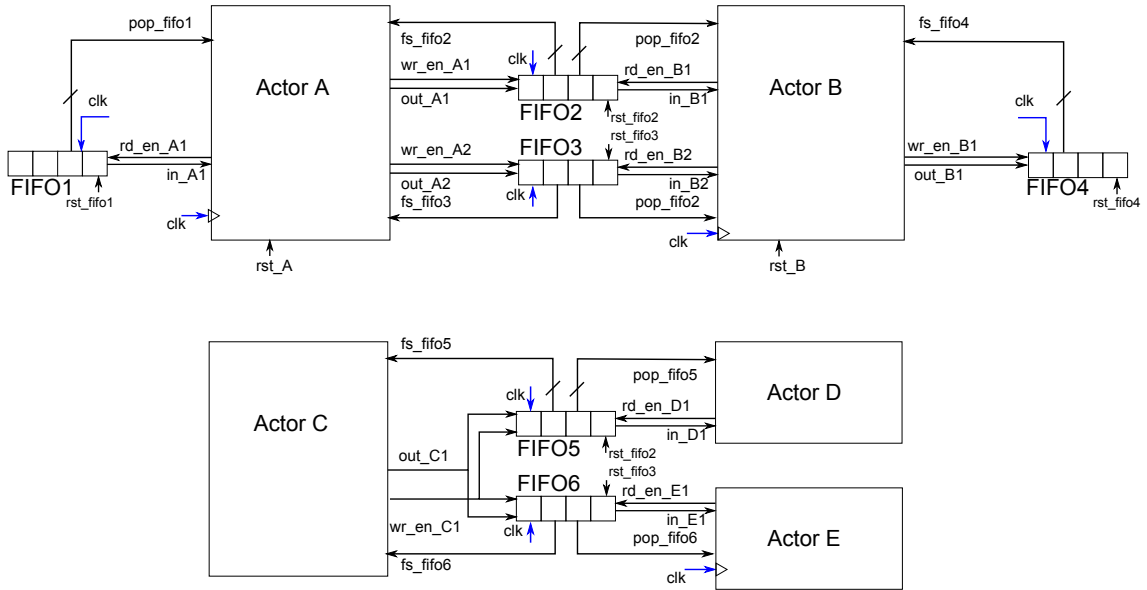 pop_fifo1
fs_fifo2
pop_fifo2
fs_fifo4
clk
Actor A
wr_en_A1
out_A1
clk
rd_en_B1
in_B1
Actor B
clk
FIFO2
rst_fifo2
rst_fifo3
FIFO3
rd_en_A1
in_A1
FIFO1
rst_fifo1
wr_en_A2
out_A2
fs_fifo3
clk
rd_en_B2
in_B2
pop_fifo2
wr_en_B1
out_B1
FIFO4
rst_fifo4
clk
clk
rst_A
rst_B
fs_fifo5
pop_fifo5
clk
Actor C
rd_en_D1
in_D1
Actor D
out_C1
FIFO5
rst_fifo2
rst_fifo3
FIFO6
rd_en_E1
in_E1
wr_en_C1
clk
pop_fifo6
Actor E
fs_fifo6
clk